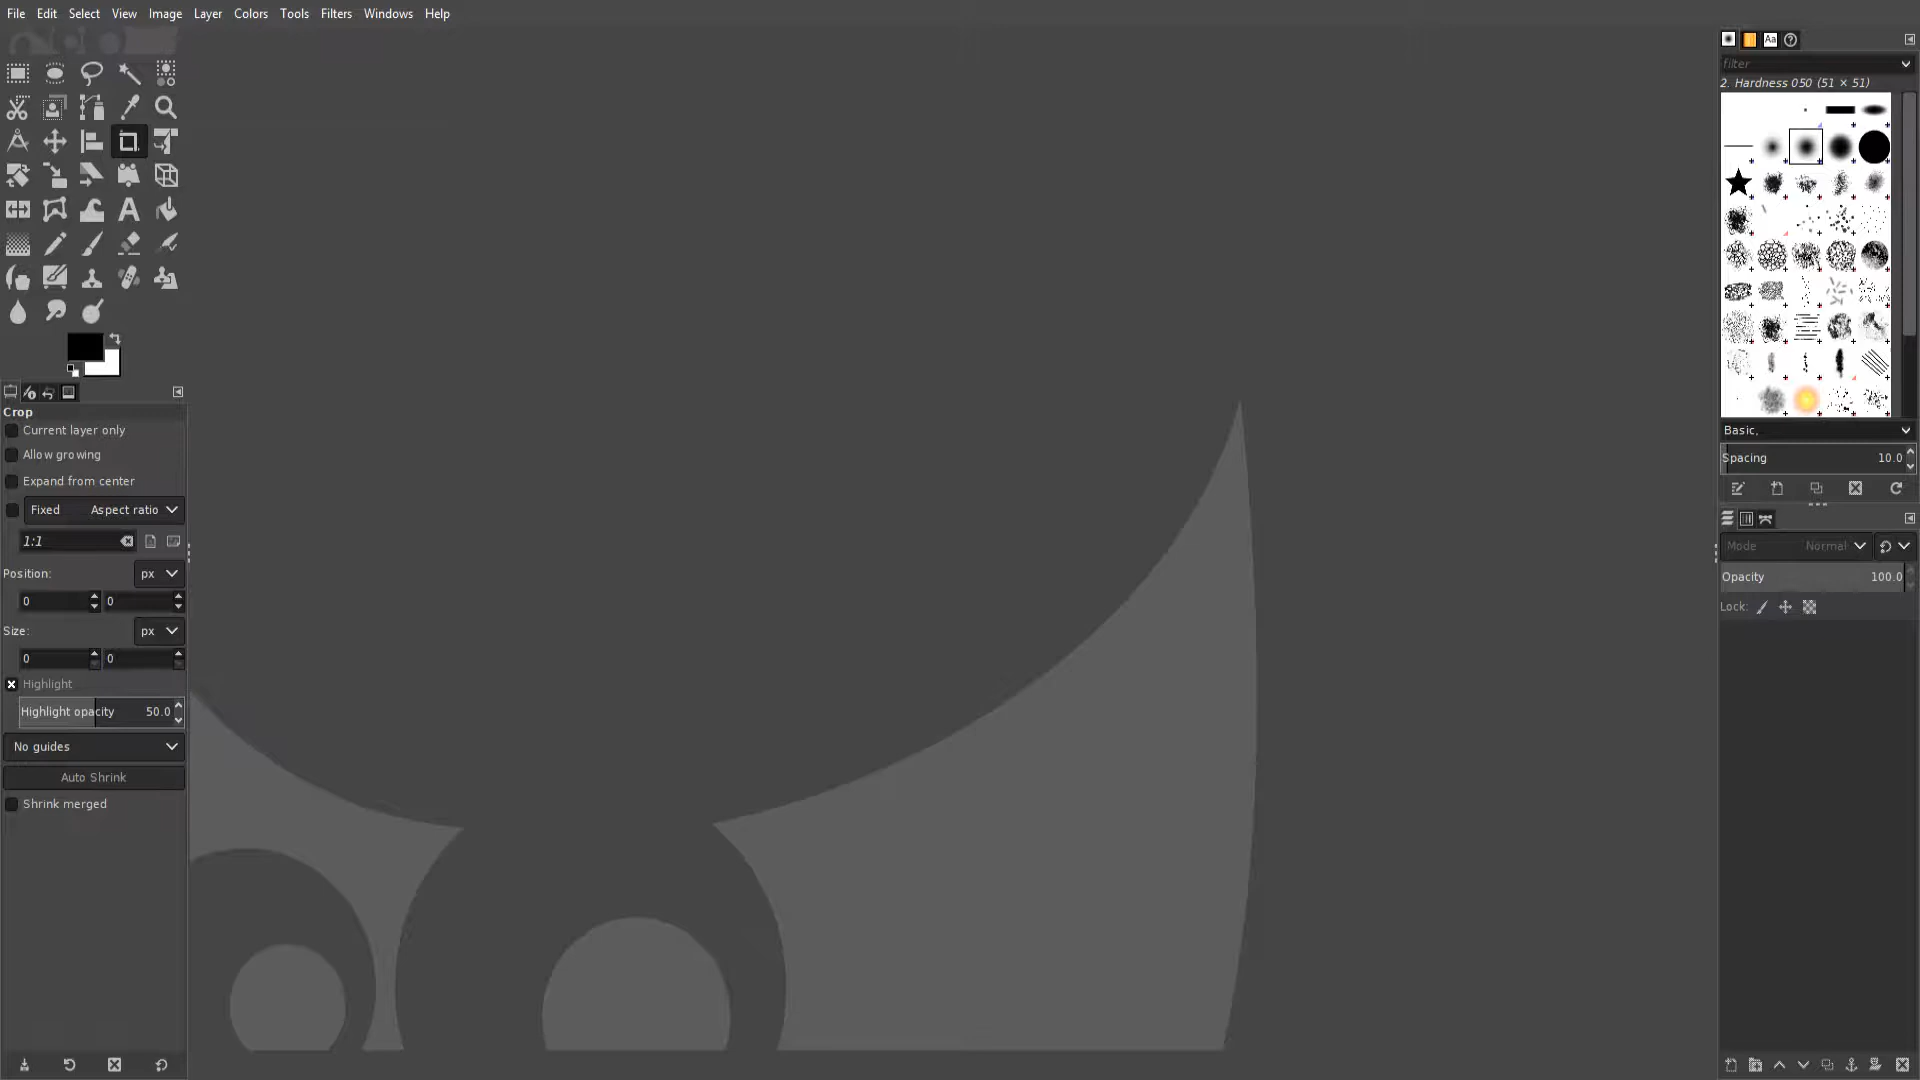 File Edit Select View Image Layer Colors Tools Filters Windows Help
Aa
filter
2. Hardness 050 (51 × 51)
Crop
Current layer only
Allow growing
Expand from center
Fixed Aspect ratio
1:1
Position: px
0 0
Size: px
0 0
Highlight
Highlight opacity 50.0
No guides
Auto Shrink
Shrink merged
Basic,
Spacing 10.0
Mode Normal
Opacity 100.0
Lock: